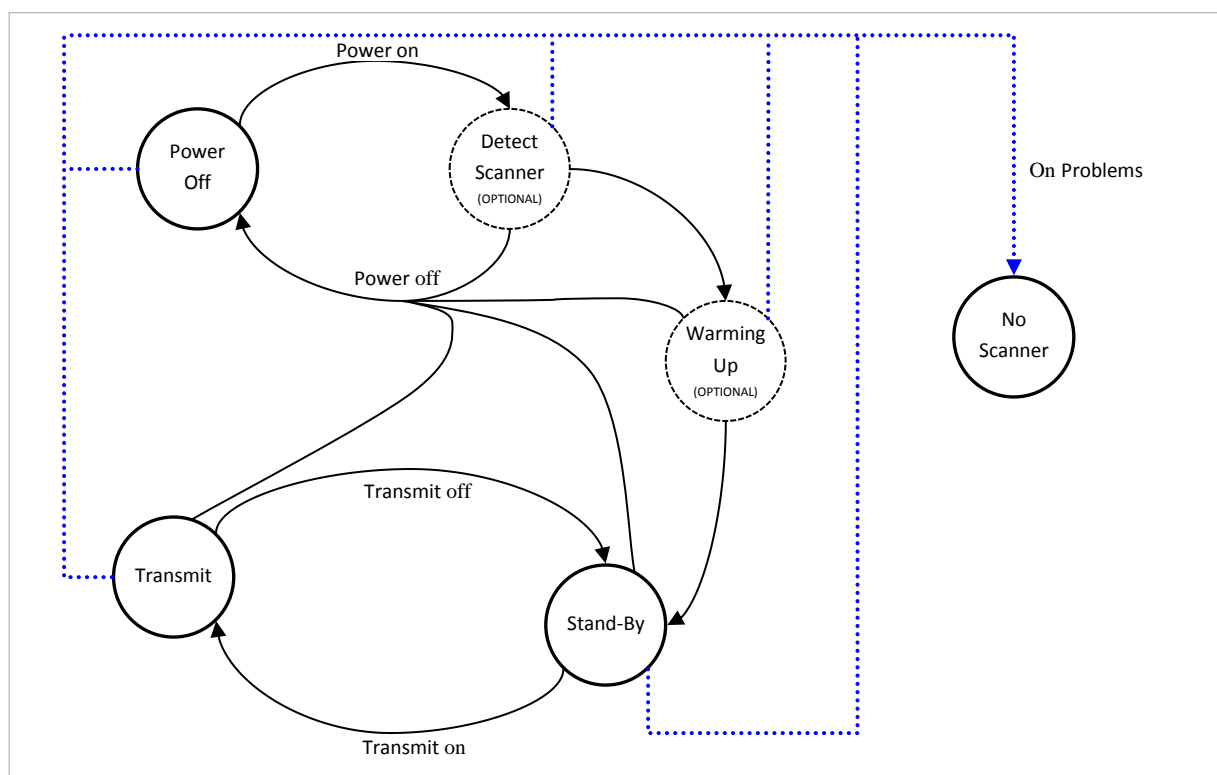 Power on
Power
Off
Detect
Scanner
(OPTIONAL)
On Problems
Power off
No
Scanner
Warming
Up
(OPTIONAL)
Transmit off
Transmit
Stand-By
Transmit on